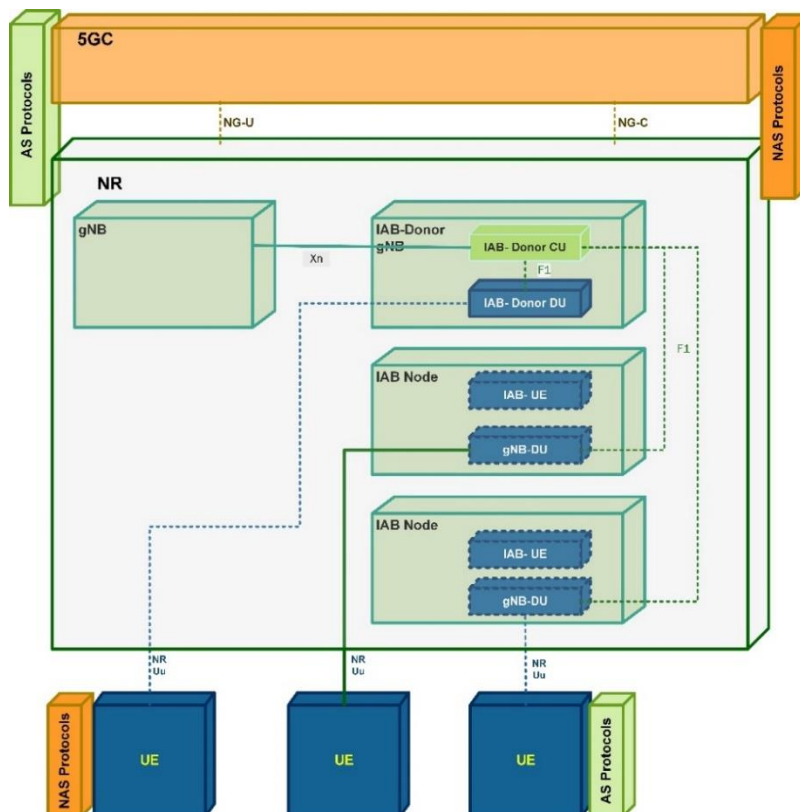 5GC
AS Protocols
NAS Protocols
NG-U
NG-C
NR
gNB
IAB-Donor
gNB
IAB- Donor CU
Xn
F1
IAB- Donor DU
F1
IAB Node
IAB- UE
gNB-DU
IAB Node
IAB- UE
gNB-DU
NR
Uu
NR
Uu
NR
Uu
NAS Protocols
UE
UE
UE
AS Protocols